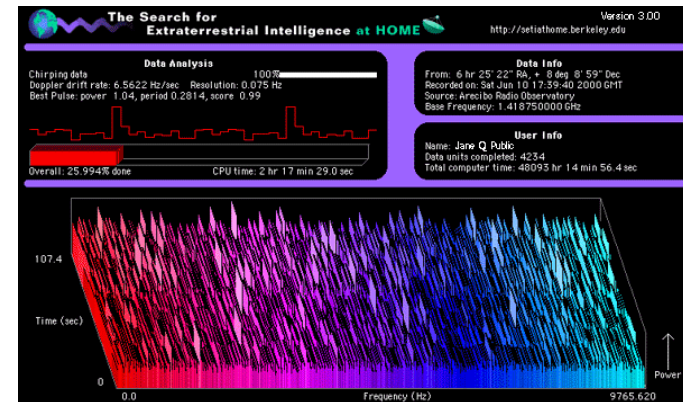 The Search for
Extraterrestrial Intelligence at HOME
Version 3.00
http://setiathome.berkeley.edu
Data Analysis
Chirping data 100%
Doppler drift rate: 6.5622 Hz/sec Resolution: 0.075 Hz
Best Pulse: power 1.04, period 0.2814, score 0.99
Overall: 25.994% done CPU time: 2 hr 17 min 29.0 sec
Data Info
From: 6 hr 25' 22" RA, + 8 deg 8' 59" Dec
Recorded on: Sat Jun 10 17:39:40 2000 GMT
Source: Arecibo Radio Observatory
Base Frequency: 1.418750000 GHz
User Info
Name: Jane Q Public
Data units completed: 4234
Total computer time: 48093 hr 14 min 56.4 sec
107.4
Time (sec)
0
Power
0.0
Frequency (Hz)
9765.620